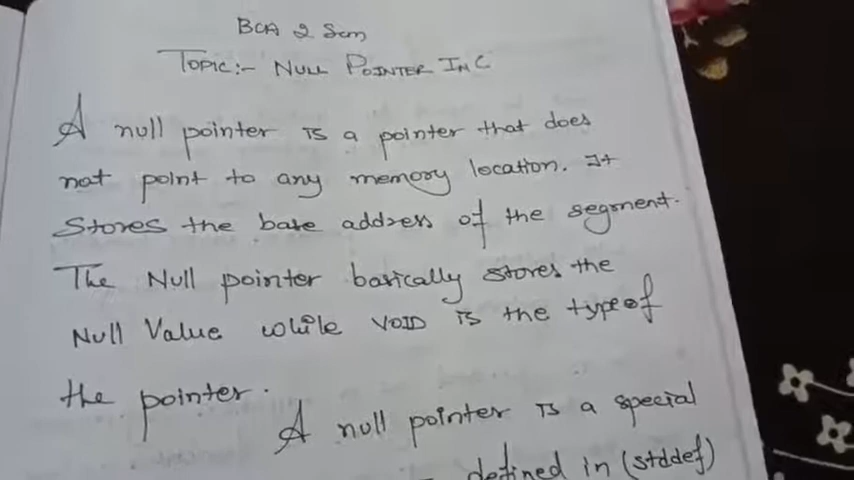 BCA 2 Sem
Topic:- Null Pointer In C
A null pointer is a pointer that does
not point to any memory location. It
Stores the base address of the segment.
The Null pointer basically stores the
Null Value while VOID is the type of
the pointer.
A null pointer is a special
defined in (stddef)